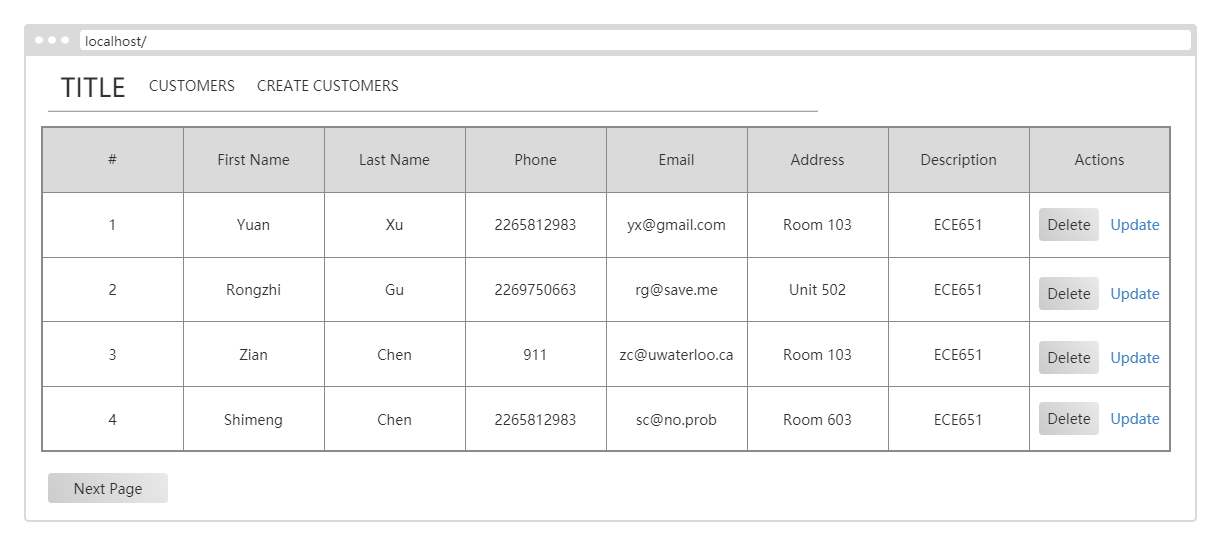 localhost/
TITLE CUSTOMERS CREATE CUSTOMERS
# First Name Last Name Phone Email Address Description Actions
1 Yuan Xu 2265812983 yx@gmail.com Room 103 ECE651 Delete Update
2 Rongzhi Gu 2269750663 rg@save.me Unit 502 ECE651 Delete Update
3 Zian Chen 911 zc@uwaterloo.ca Room 103 ECE651 Delete Update
4 Shimeng Chen 2265812983 sc@no.prob Room 603 ECE651 Delete Update
Next Page